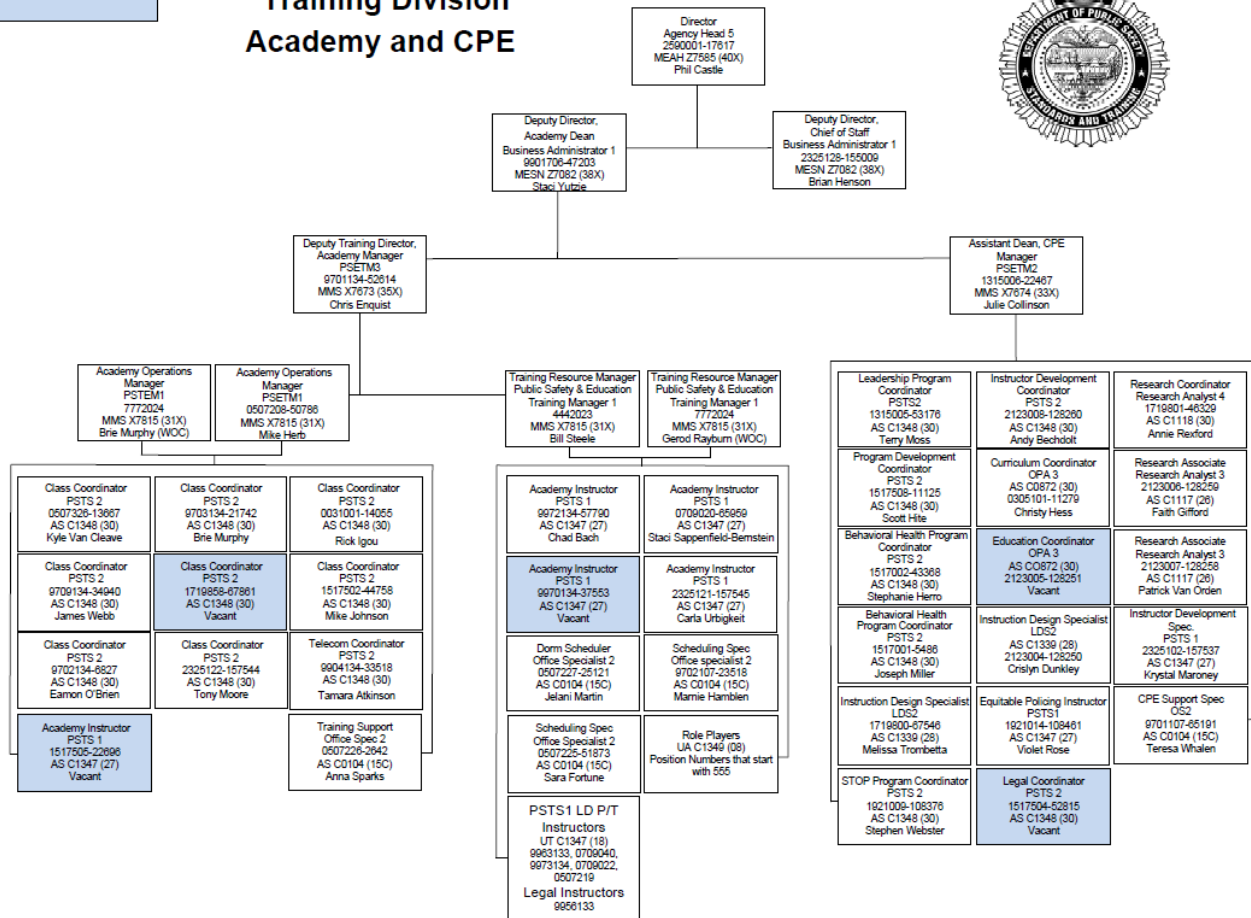 Training Division
Academy and CPE
DEPARTMENT OF PUBLIC SAFETY
STANDARDS AND TRAINING
Director
Agency Head 5
2590001-17617
MEAH Z7585 (40X)
Phil Castle
Deputy Director,
Academy Dean
Business Administrator 1
9901706-47203
MESN Z7082 (38X)
Staci Yutzie
Deputy Director,
Chief of Staff
Business Administrator 1
2325128-155009
MESN Z7082 (38X)
Brian Henson
Deputy Training Director,
Academy Manager
PSETM3
9701134-52614
MMS X7673 (35X)
Chris Enquist
Assistant Dean, CPE
Manager
PSETM2
1315006-22467
MMS X7674 (33X)
Julie Collinson
Academy Operations
Manager
PSTEM1
7772024
MMS X7815 (31X)
Brie Murphy (WOC)
Academy Operations
Manager
PSETM1
0507208-50786
MMS X7815 (31X)
Mike Herb
Training Resource Manager
Public Safety & Education
Training Manager 1
4442023
MMS X7815 (31X)
Bill Steele
Training Resource Manager
Public Safety & Education
Training Manager 1
7772024
MMS X7815 (31X)
Gerod Rayburn (WOC)
Class Coordinator
PSTS 2
0507326-13667
AS C1348 (30)
Kyle Van Cleave
Class Coordinator
PSTS 2
9703134-21742
AS C1348 (30)
Brie Murphy
Class Coordinator
PSTS 2
0031001-14055
AS C1348 (30)
Rick Igou
Class Coordinator
PSTS 2
9709134-34940
AS C1348 (30)
James Webb
Class Coordinator
PSTS 2
1719858-67861
AS C1348 (30)
Vacant
Class Coordinator
PSTS 2
1517502-44758
AS C1348 (30)
Mike Johnson
Class Coordinator
PSTS 2
9702134-6827
AS C1348 (30)
Eamon O'Brien
Class Coordinator
PSTS 2
2325122-157544
AS C1348 (30)
Tony Moore
Telecom Coordinator
PSTS 2
9904134-33518
AS C1348 (30)
Tamara Atkinson
Academy Instructor
PSTS 1
1517505-22696
AS C1347 (27)
Vacant
Training Support
Office Spec 2
0507226-2642
AS C0104 (15C)
Anna Sparks
Academy Instructor
PSTS 1
9972134-57790
AS C1347 (27)
Chad Bach
Academy Instructor
PSTS 1
0709020-65959
AS C1347 (27)
Staci Sappenfield-Bernstein
Academy Instructor
PSTS 1
9970134-37553
AS C1347 (27)
Vacant
Academy Instructor
PSTS 1
2325121-157545
AS C1347 (27)
Carla Urbigkeit
Dorm Scheduler
Office Specialist 2
0507227-25121
AS C0104 (15C)
Jelani Martin
Scheduling Spec
Office specialist 2
9702107-23518
AS C0104 (15C)
Marnie Hamblen
Scheduling Spec
Office Specialist 2
0507225-51873
AS C0104 (15C)
Sara Fortune
Role Players
UA C1349 (08)
Position Numbers that start
with 555
PSTS1 LD P/T
Instructors
UT C1347 (18)
9963133, 0709040,
9973134, 0709022,
0507219
Legal Instructors
9956133
Leadership Program
Coordinator
PSTS2
1315005-53176
AS C1348 (30)
Terry Moss
Instructor Development
Coordinator
PSTS 2
2123008-128260
AS C1348 (30)
Andy Bechdolt
Research Coordinator
Research Analyst 4
1719801-46329
AS C1118 (30)
Annie Rexford
Program Development
Coordinator
PSTS 2
1517508-11125
AS C1348 (30)
Scott Hite
Curriculum Coordinator
OPA 3
AS C0872 (30)
0305101-11279
Christy Hess
Research Associate
Research Analyst 3
2123006-128259
AS C1117 (26)
Faith Gifford
Behavioral Health Program
Coordinator
PSTS 2
1517002-43368
AS C1348 (30)
Stephanie Herro
Education Coordinator
OPA 3
AS CO872 (30)
2123005-128251
Vacant
Research Associate
Research Analyst 3
2123007-128258
AS C1117 (26)
Patrick Van Orden
Behavioral Health
Program Coordinator
PSTS 2
1517001-5486
AS C1348 (30)
Joseph Miller
Instruction Design Specialist
LDS2
AS C1339 (28)
2123004-128250
Crislyn Dunkley
Instructor Development
Spec.
PSTS 1
2325102-157537
AS C1347 (27)
Krystal Maroney
Instruction Design Specialist
LDS2
1719800-67546
AS C1339 (28)
Melissa Trombetta
Equitable Policing Instructor
PSTS1
1921014-108461
AS C1347 (27)
Violet Rose
CPE Support Spec
OS2
9701107-65191
AS C0104 (15C)
Teresa Whalen
STOP Program Coordinator
PSTS 2
1921009-108376
AS C1348 (30)
Stephen Webster
Legal Coordinator
PSTS 2
1517504-52815
AS C1348 (30)
Vacant